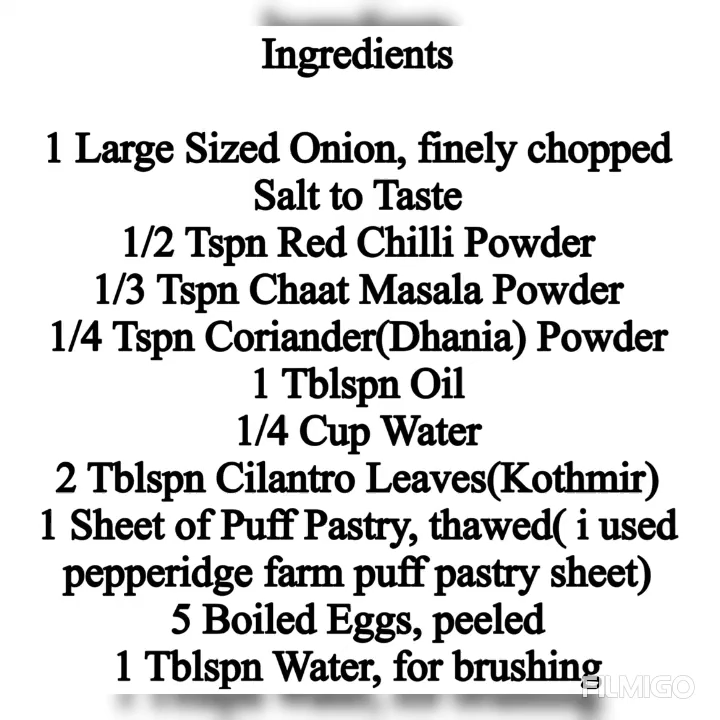 Ingredients
1 Large Sized Onion, finely chopped
Salt to Taste
1/2 Tspn Red Chilli Powder
1/3 Tspn Chaat Masala Powder
1/4 Tspn Coriander(Dhania) Powder
1 Tblspn Oil
1/4 Cup Water
2 Tblspn Cilantro Leaves(Kothmir)
1 Sheet of Puff Pastry, thawed( i used
pepperidge farm puff pastry sheet)
5 Boiled Eggs, peeled
1 Tblspn Water, for brushing
FILMIGO